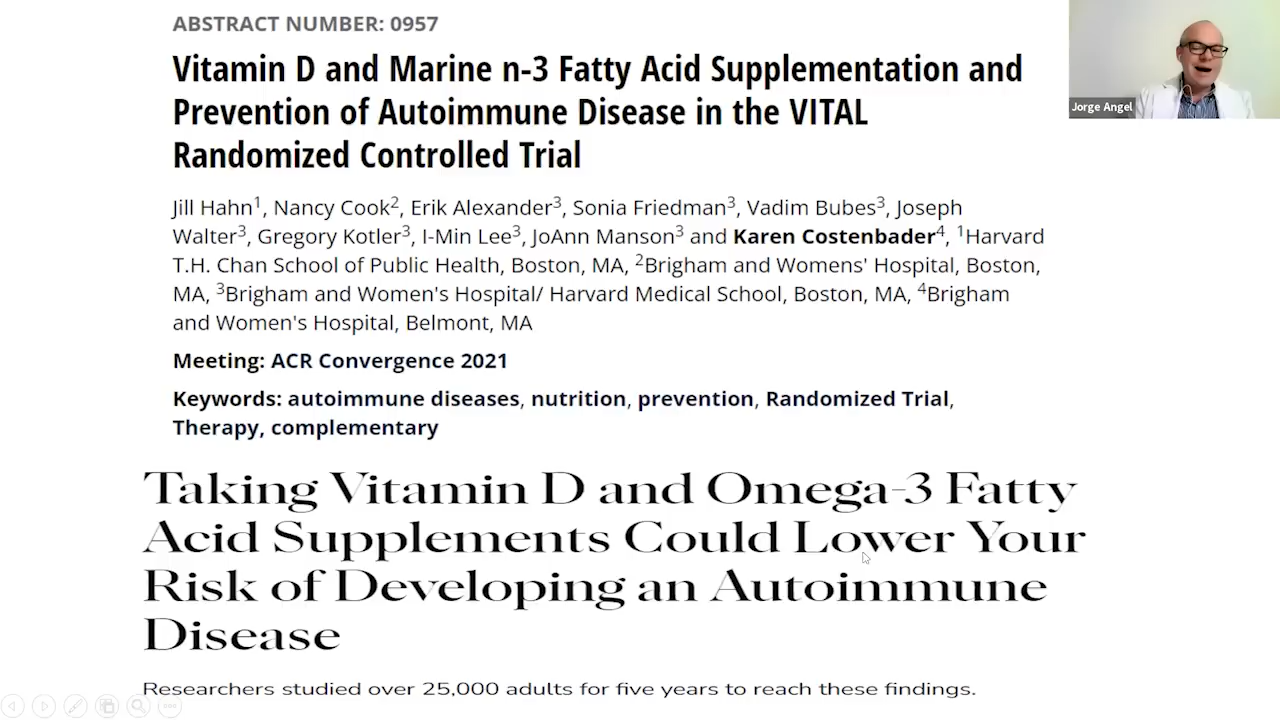 ABSTRACT NUMBER: 0957
Vitamin D and Marine n-3 Fatty Acid Supplementation and
Prevention of Autoimmune Disease in the VITAL
Randomized Controlled Trial
Jill Hahn1, Nancy Cook2, Erik Alexander3, Sonia Friedman3, Vadim Bubes3, Joseph
Walter3, Gregory Kotler3, I-Min Lee3, JoAnn Manson3 and Karen Costenbader4, 1Harvard
T.H. Chan School of Public Health, Boston, MA, 2Brigham and Womens' Hospital, Boston,
MA, 3Brigham and Women's Hospital/ Harvard Medical School, Boston, MA, 4Brigham
and Women's Hospital, Belmont, MA
Meeting: ACR Convergence 2021
Keywords: autoimmune diseases, nutrition, prevention, Randomized Trial,
Therapy, complementary
Taking Vitamin D and Omega-3 Fatty
Acid Supplements Could Lower Your
Risk of Developing an Autoimmune
Disease
Researchers studied over 25,000 adults for five years to reach these findings.
Jorge Angel